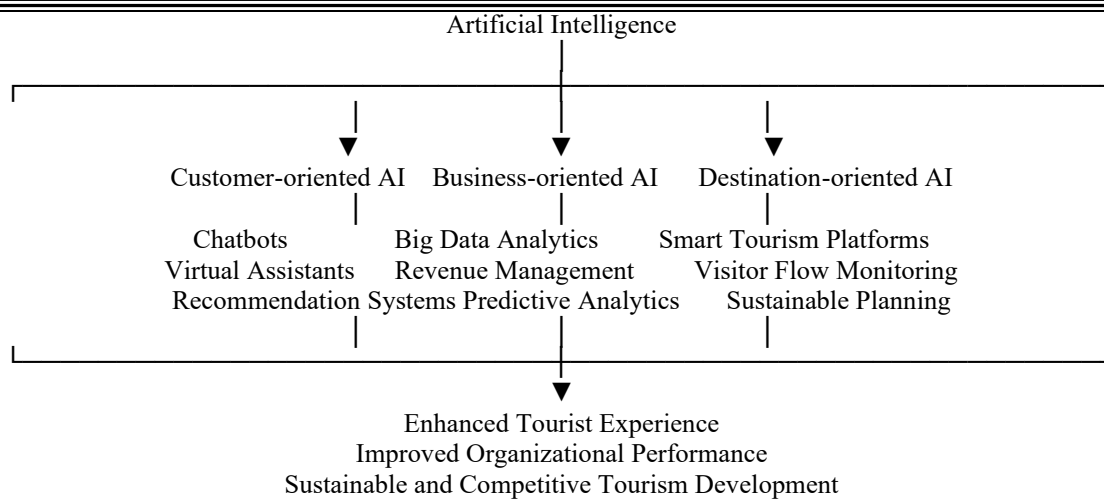 Artificial Intelligence
Customer-oriented AI Business-oriented AI Destination-oriented AI
Chatbots Big Data Analytics Smart Tourism Platforms
Virtual Assistants Revenue Management Visitor Flow Monitoring
Recommendation Systems Predictive Analytics Sustainable Planning
Enhanced Tourist Experience
Improved Organizational Performance
Sustainable and Competitive Tourism Development